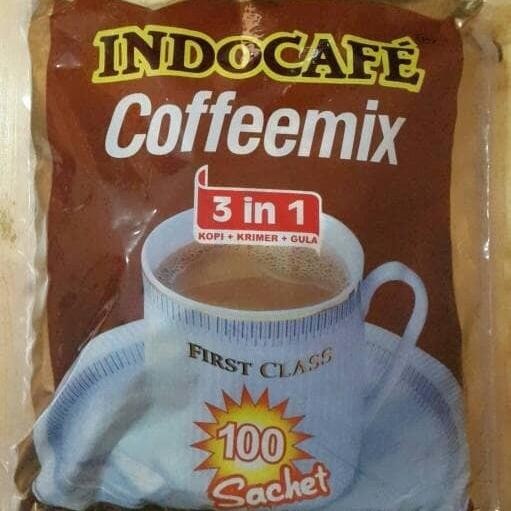 INDOCAFÉ
Coffeemix
3 in 1
KOPI + KRIMER + GULA
FIRST CLASS
100
Sachet